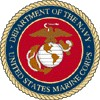 DEPARTMENT OF THE NAVY
UNITED STATES MARINE CORPS